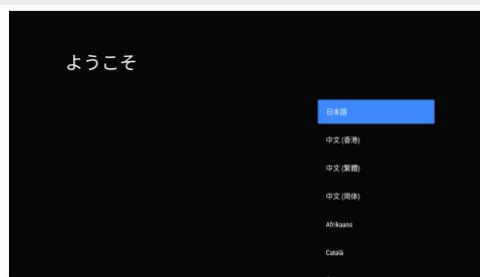 ようこそ
日本語
中文 (香港)
中文 (繁體)
中文 (简体)
Afrikaans
Català